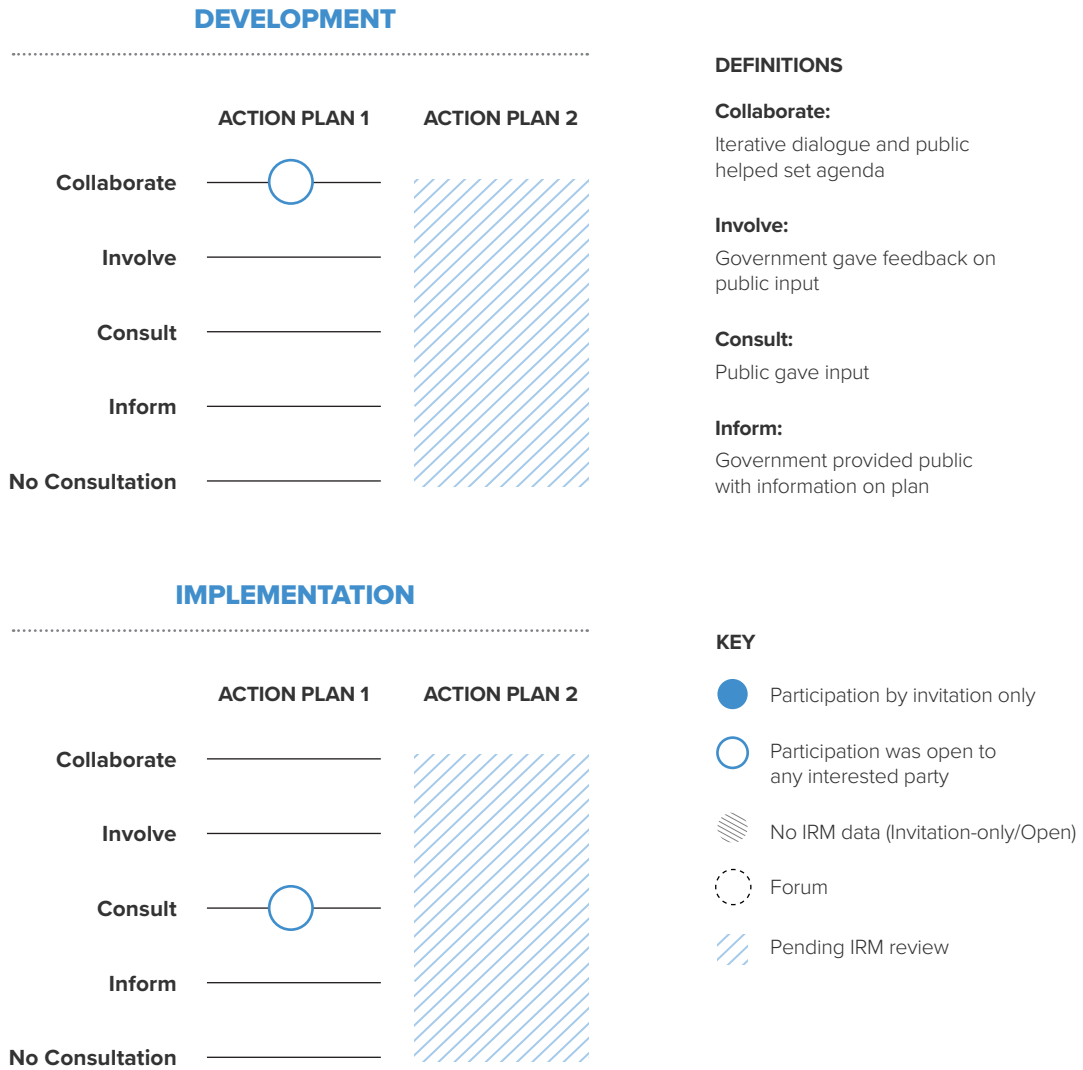 DEVELOPMENT
ACTION PLAN 1
ACTION PLAN 2
Collaborate
Involve
Consult
Inform
No Consultation
DEFINITIONS
Collaborate:
Iterative dialogue and public
helped set agenda
Involve:
Government gave feedback on
public input
Consult:
Public gave input
Inform:
Government provided public
with information on plan
IMPLEMENTATION
ACTION PLAN 1
ACTION PLAN 2
Collaborate
Involve
Consult
Inform
No Consultation
KEY
Participation by invitation only
Participation was open to
any interested party
No IRM data (Invitation-only/Open)
Forum
Pending IRM review